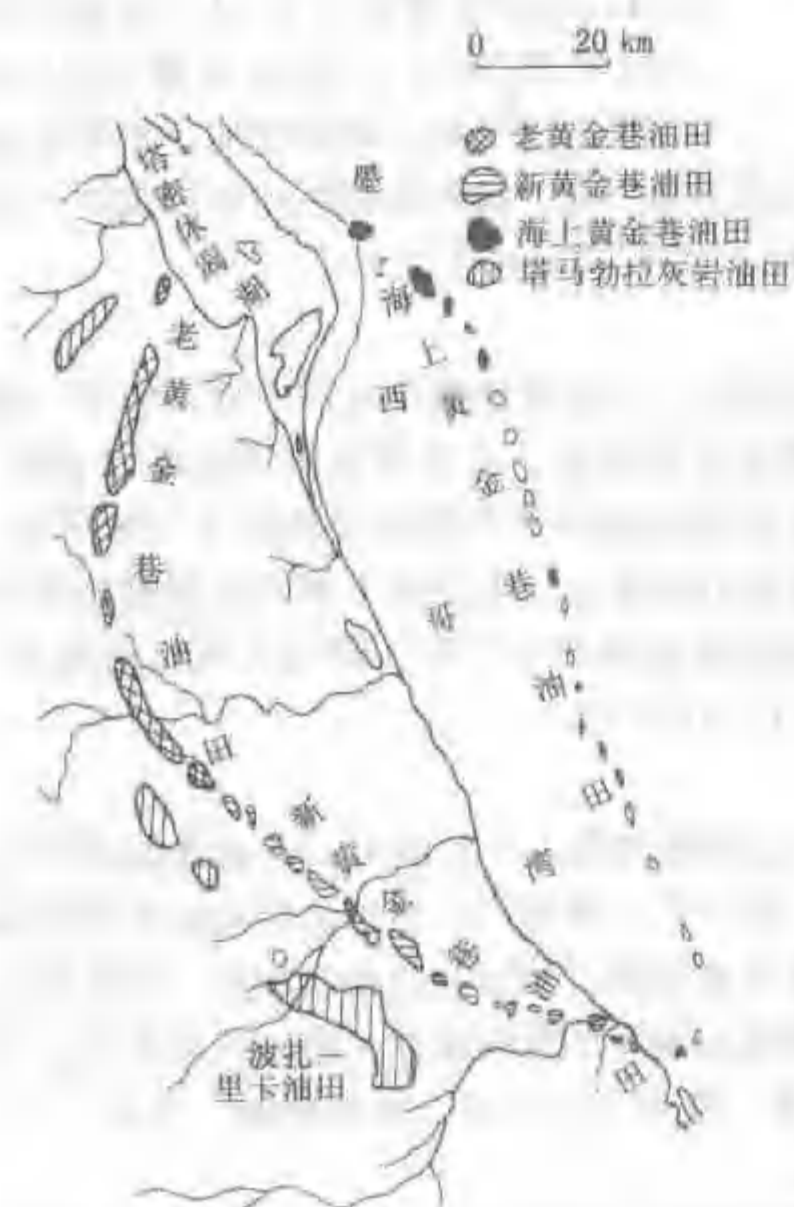 0 20 km
老黄金巷油田
新黄金巷油田
海上黄金巷油田
塔马勃拉灰岩油田
塔
湖
墨
西
哥
湾
海
上
黄
金
巷
油
田
老
黄
金
巷
油
田
新
黄
金
巷
油
田
波扎一
里卡油田